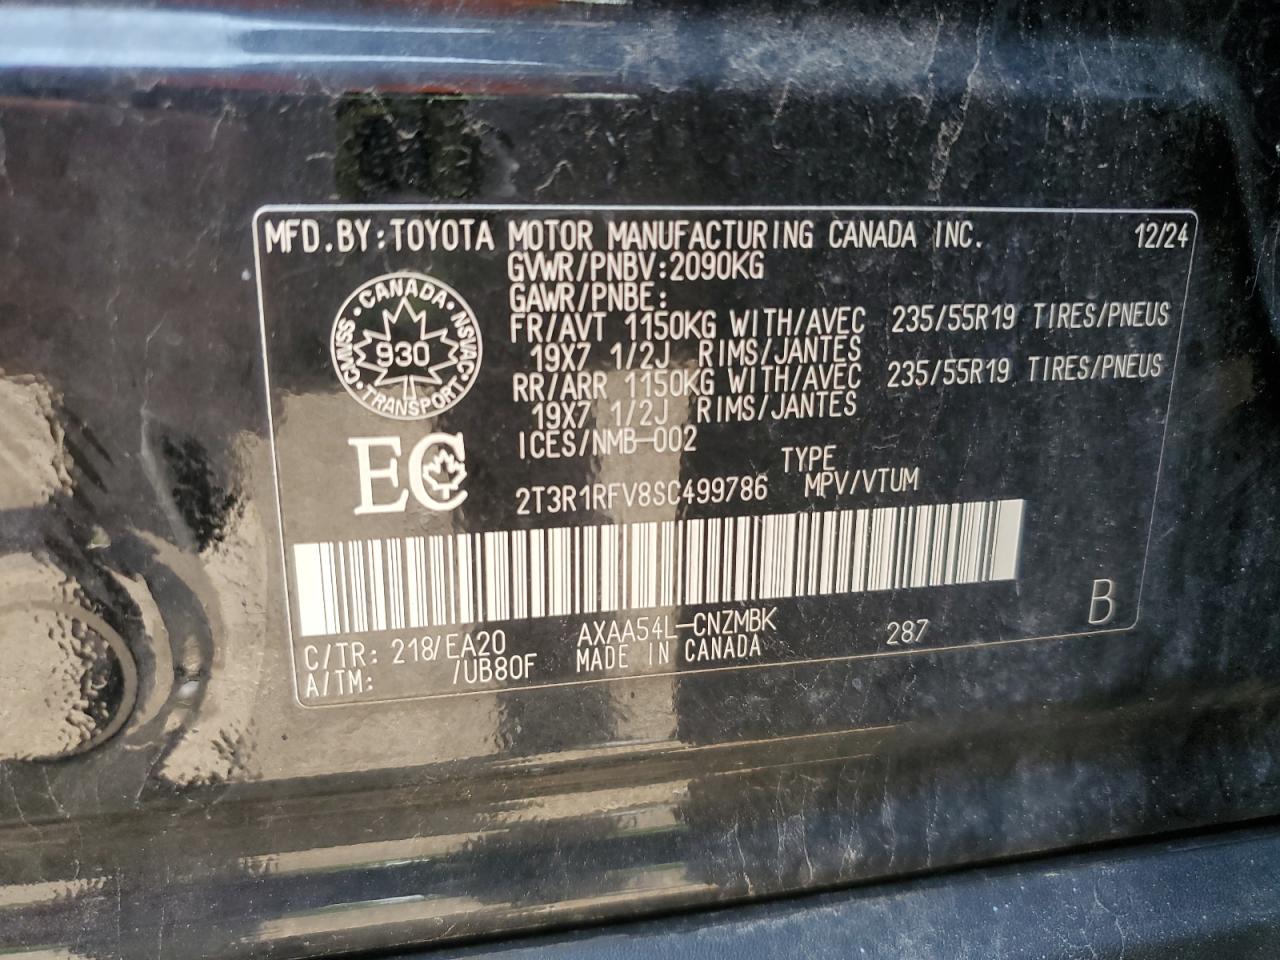 MFD.BY:TOYOTA MOTOR MANUFACTURING CANADA INC. 12/24
GVWR/PNBV:2090KG
GAWR/PNBE:
FR/AVT 1150KG WITH/AVEC 235/55R19 TIRES/PNEUS
19X7 1/2J RIMS/JANTES
RR/ARR 1150KG WITH/AVEC 235/55R19 TIRES/PNEUS
19X7 1/2J RIMS/JANTES
ICES/NMB-002
CANADA
CMVSS 930 NSVAC
TRANSPORT
EC
TYPE
2T3R1RFV8SC499786 MPV/VTUM
B
C/TR: 218/EA20 AXAA54L-CNZMBK 287
A/TM: /UB80F MADE IN CANADA